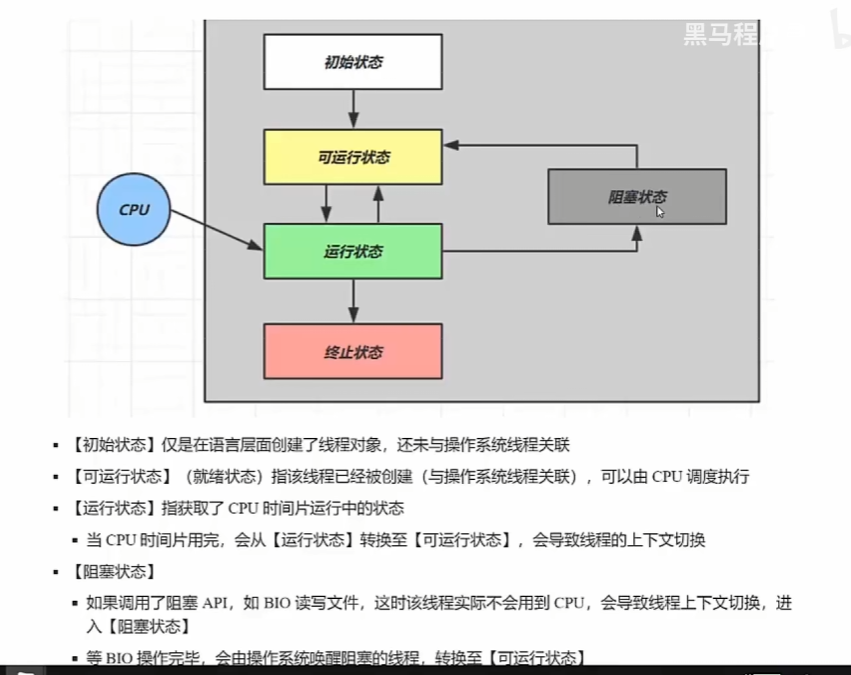 黑马程
初始状态
可运行状态
阻塞状态
CPU
运行状态
终止状态
▪ 【初始状态】仅是在语言层面创建了线程对象，还未与操作系统线程关联
▪ 【可运行状态】（就绪状态）指该线程已经被创建（与操作系统线程关联），可以由 CPU 调度执行
▪ 【运行状态】指获取了 CPU 时间片运行中的状态
▪ 当 CPU 时间片用完，会从【运行状态】转换至【可运行状态】，会导致线程的上下文切换
▪ 【阻塞状态】
▪ 如果调用了阻塞 API，如 BIO 读写文件，这时该线程实际不会用到 CPU，会导致线程上下文切换，进
入【阻塞状态】
▪ 等 BIO 操作完毕，会由操作系统唤醒阻塞的线程，转换至【可运行状态】